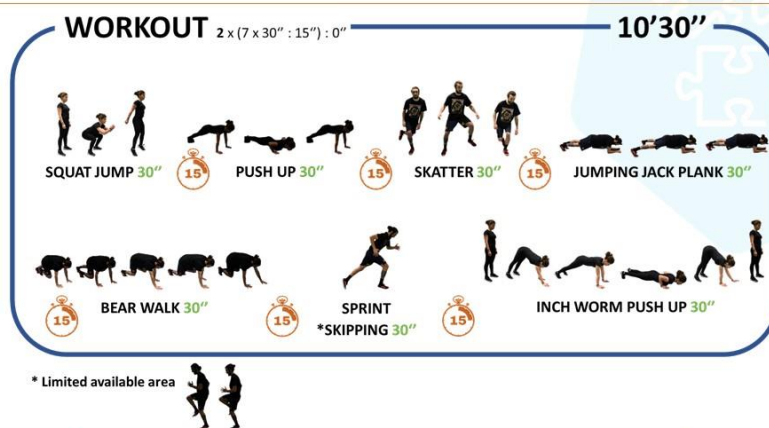 WORKOUT 2 x (7 x 30’’ : 15’’) : 0’’
10’30’’
SQUAT JUMP 30’’
15
PUSH UP 30’’
15
SKATTER 30’’
15
JUMPING JACK PLANK 30’’
15
BEAR WALK 30’’
15
SPRINT
*SKIPPING 30’’
15
INCH WORM PUSH UP 30’’
* Limited available area